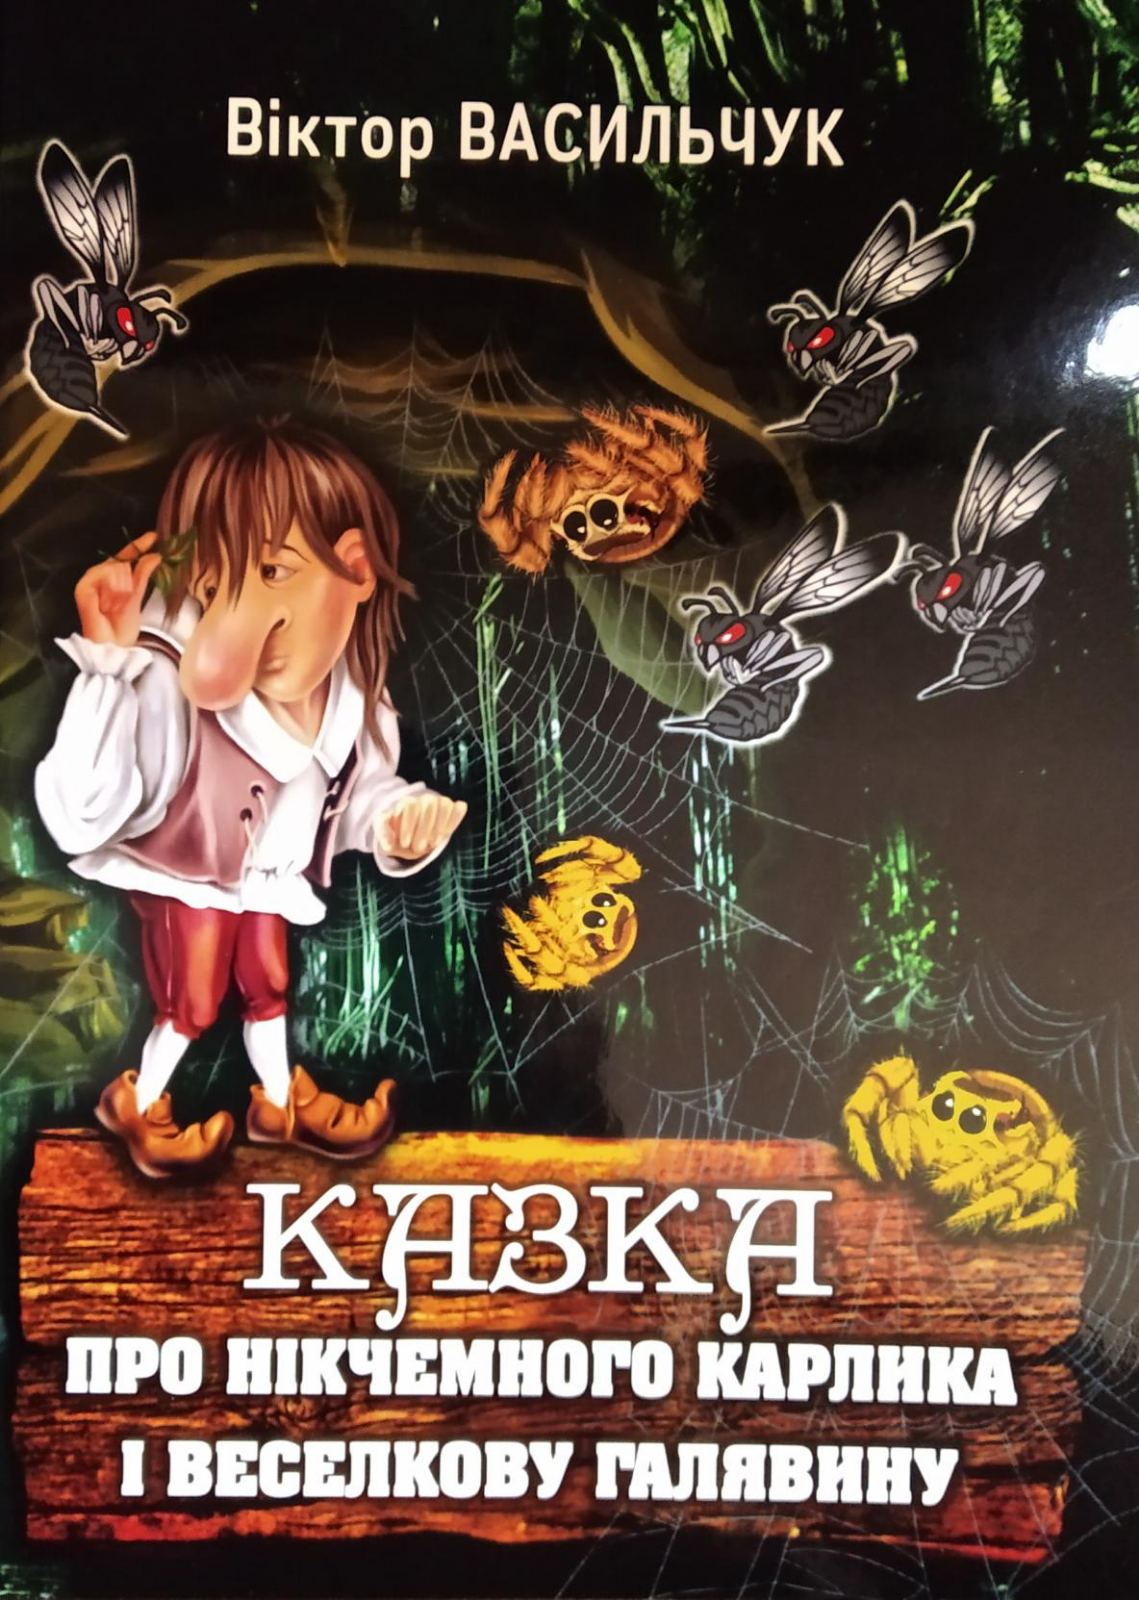 Віктор ВАСИЛЬЧУК
КАЗКА
ПРО НІКЧЕМНОГО КАРЛИКА
І ВЕСЕЛКОВУ ГАЛЯВИНУ